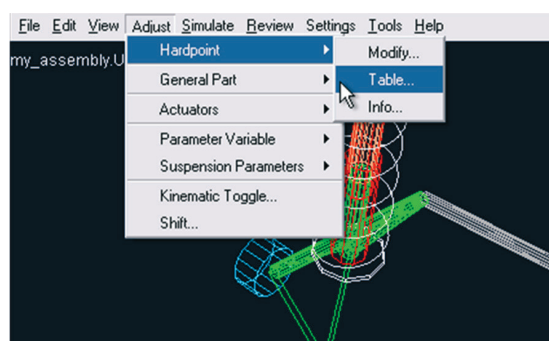 File Edit View Adjust Simulate Review Settings Tools Help
my_assembly.U
Hardpoint
Modify...
General Part
Table...
Actuators
Info...
Parameter Variable
Suspension Parameters
Kinematic Toggle...
Shift...